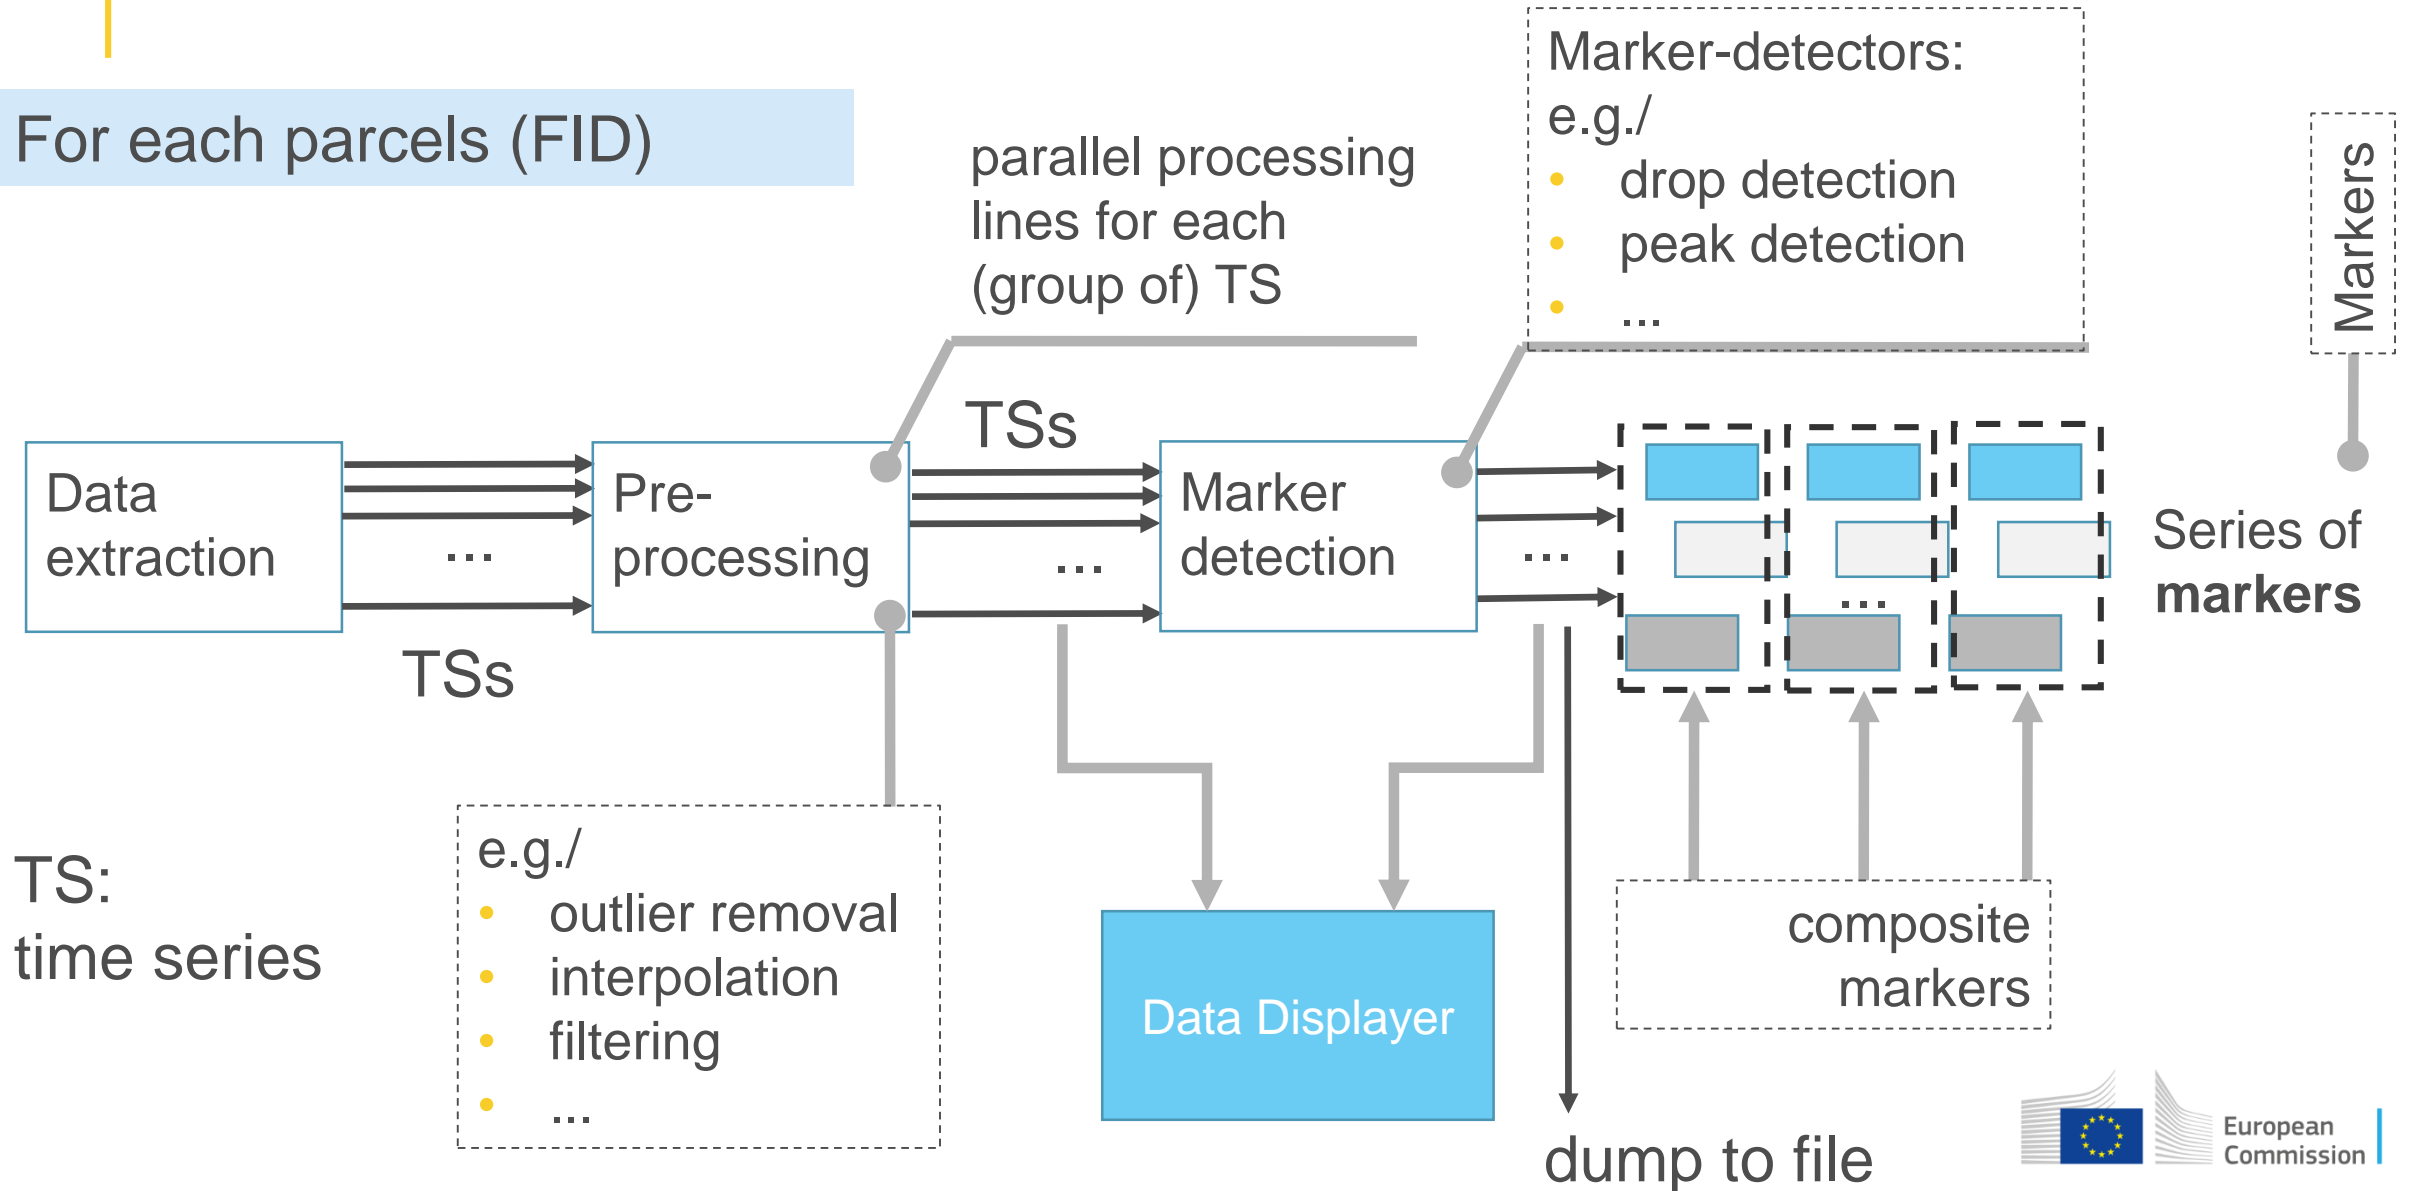 For each parcels (FID)
parallel processing
lines for each
(group of) TS
Marker-detectors:
e.g./
• drop detection
• peak detection
• ...
Markers
Data
extraction
...
TSs
Pre-
processing
TSs
...
Marker
detection
...
...
Series of
markers
TS:
time series
e.g./
• outlier removal
• interpolation
• filtering
• ...
Data Displayer
composite
markers
dump to file
European
Commission